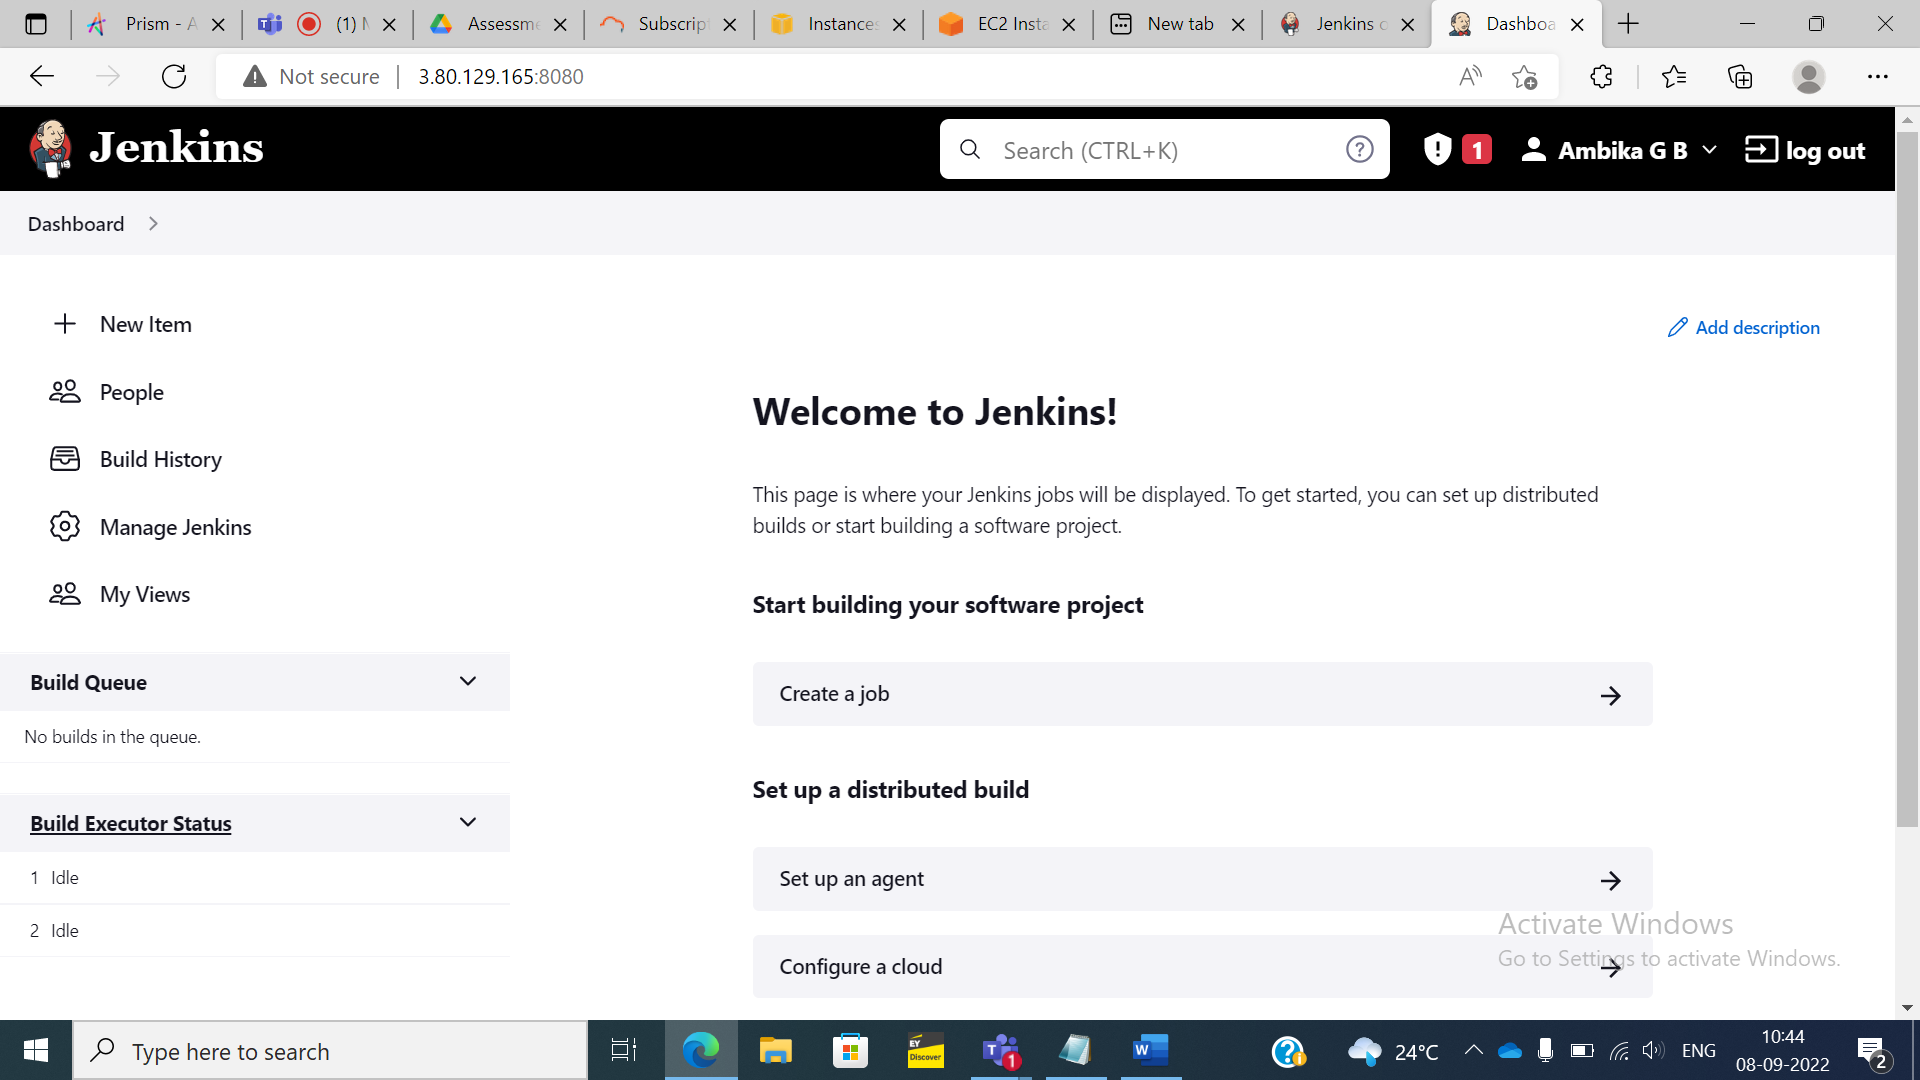 Prism - A
(1) M
Assessme
Subscrip
Instances
EC2 Insta
New tab
Jenkins o
Dashboa
Not secure
3.80.129.165:8080
Jenkins
Search (CTRL+K)
1
Ambika G B
log out
Dashboard
New Item
People
Build History
Manage Jenkins
My Views
Build Queue
No builds in the queue.
Build Executor Status
1 Idle
2 Idle
Add description
Welcome to Jenkins!
This page is where your Jenkins jobs will be displayed. To get started, you can set up distributed
builds or start building a software project.
Start building your software project
Create a job
Set up a distributed build
Set up an agent
Configure a cloud
Activate Windows
Go to Settings to activate Windows.
Type here to search
EY
Discover
1
24°C
ENG
10:44
08-09-2022
2